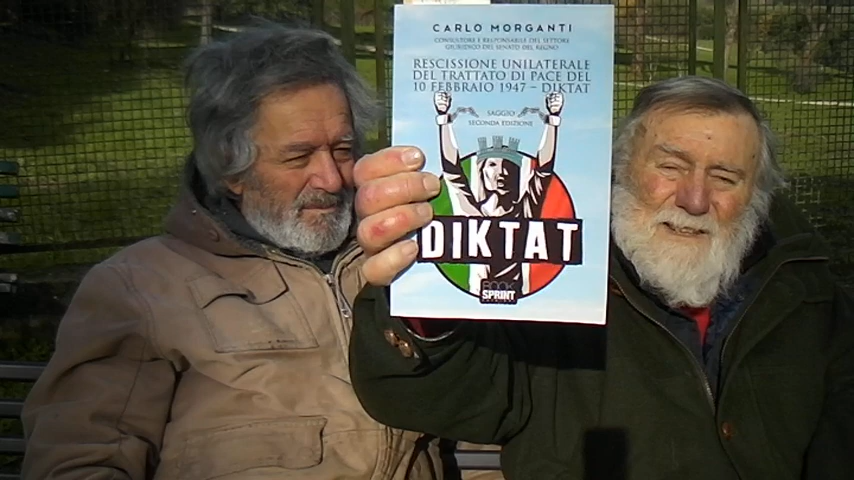 CARLO MORGANTI
CONSULTORE E RESPONSABILE DEL SETTORE
GIURIDICO DEL SENATO DEL REGNO
RESCISSIONE UNILATERALE
DEL TRATTATO DI PACE DEL
10 FEBBRAIO 1947 – DIKTAT
SAGGIO
SECONDA EDIZIONE
DIKTAT
BOOK
SPRINT